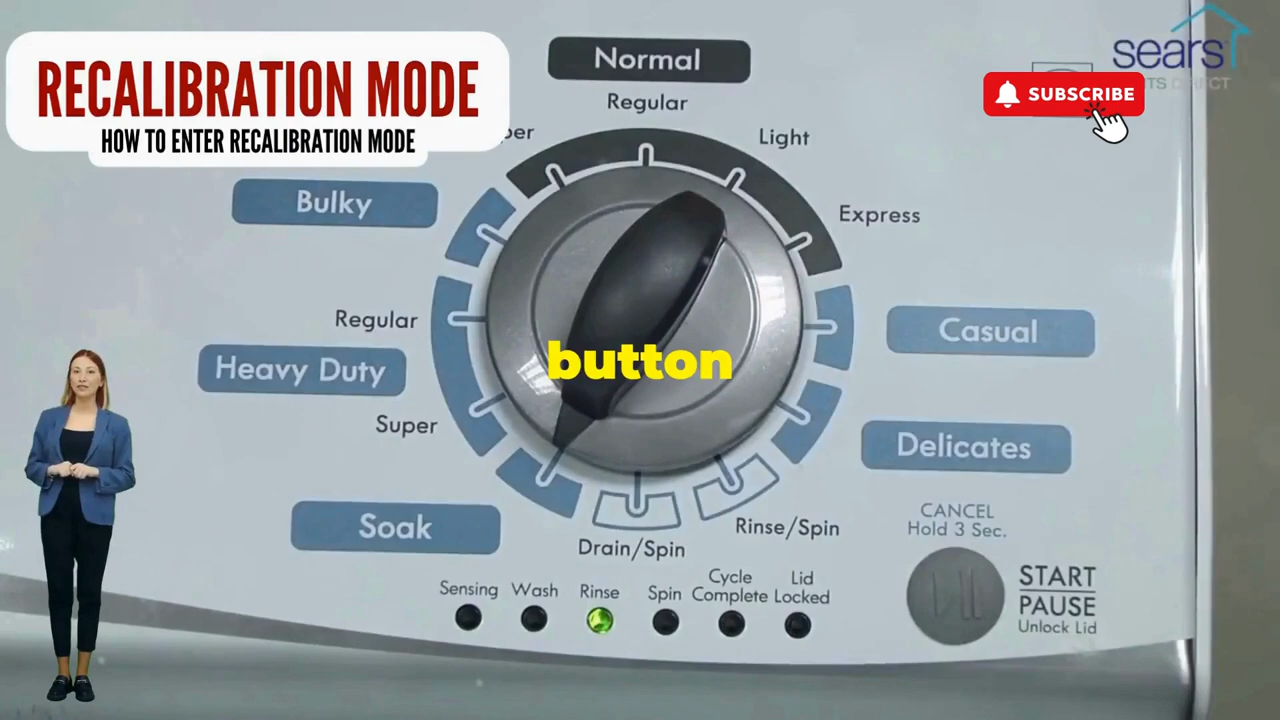 RECALIBRATION MODE
HOW TO ENTER RECALIBRATION MODE
sears
SUBSCRIBE
Normal
Regular
Light
Express
Bulky
Regular
Heavy Duty
Super
Casual
Delicates
button
Soak
Drain/Spin
Rinse/Spin
CANCEL
Hold 3 Sec.
Sensing
Wash
Rinse
Spin
Cycle
Complete
Lid
Locked
START
PAUSE
Unlock Lid